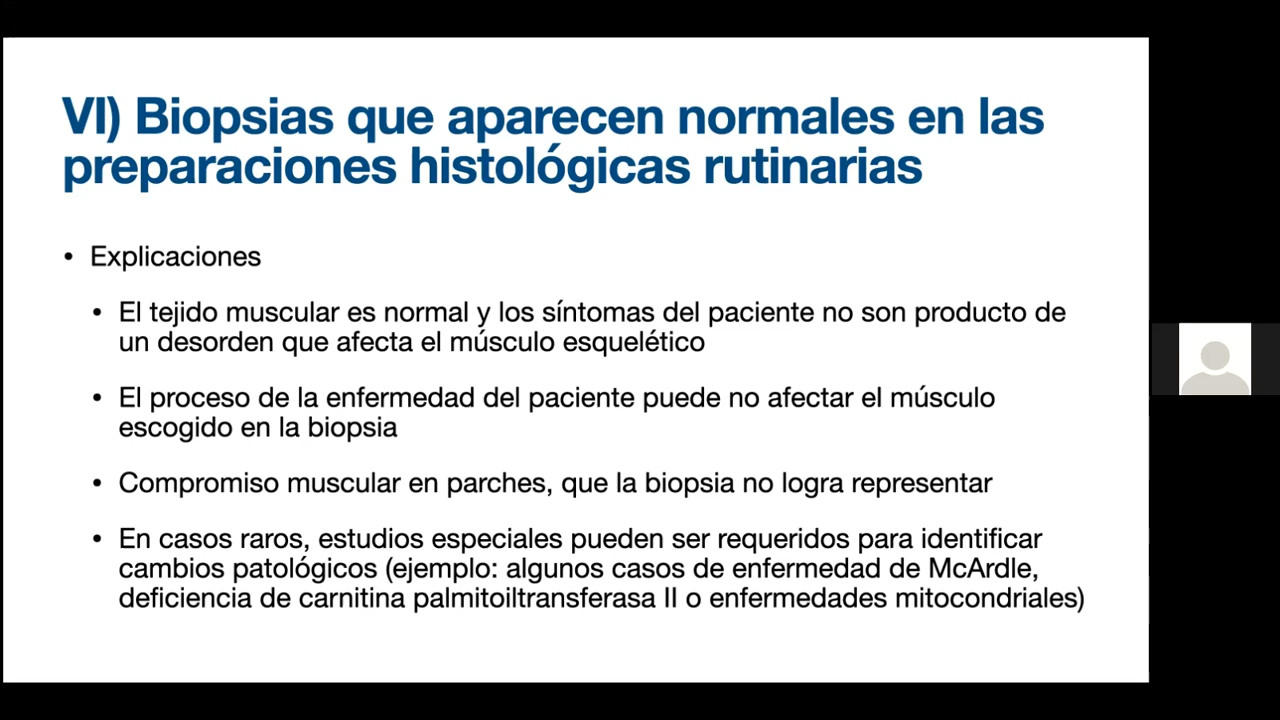 VI) Biopsias que aparecen normales en las
preparaciones histológicas rutinarias
• Explicaciones
• El tejido muscular es normal y los síntomas del paciente no son producto de
un desorden que afecta el músculo esquelético
• El proceso de la enfermedad del paciente puede no afectar el músculo
escogido en la biopsia
• Compromiso muscular en parches, que la biopsia no logra representar
• En casos raros, estudios especiales pueden ser requeridos para identificar
cambios patológicos (ejemplo: algunos casos de enfermedad de McArdle,
deficiencia de carnitina palmitoiltransferasa II o enfermedades mitocondriales)